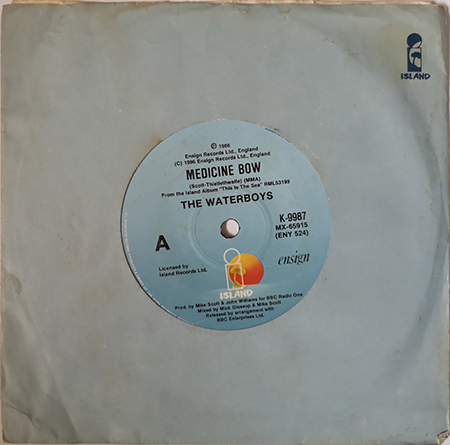 ISLAND
℗ 1986
Ensign Records Ltd., England
(C) 1986 Ensign Records Ltd., England
MEDICINE BOW
(Scott-Thistlethwaite) (MMA)
From the Island Album "This Is The Sea" RML53199
THE WATERBOYS
K-9987
MX-65915
(ENY 524)
A
ensign
Licensed by
Island Records Ltd.
ISLAND
Prod. by Mike Scott & John Williams for BBC Radio One
Mixed by Mick Glossop & Mike Scott
Released by arrangement with
BBC Enterprises Ltd.